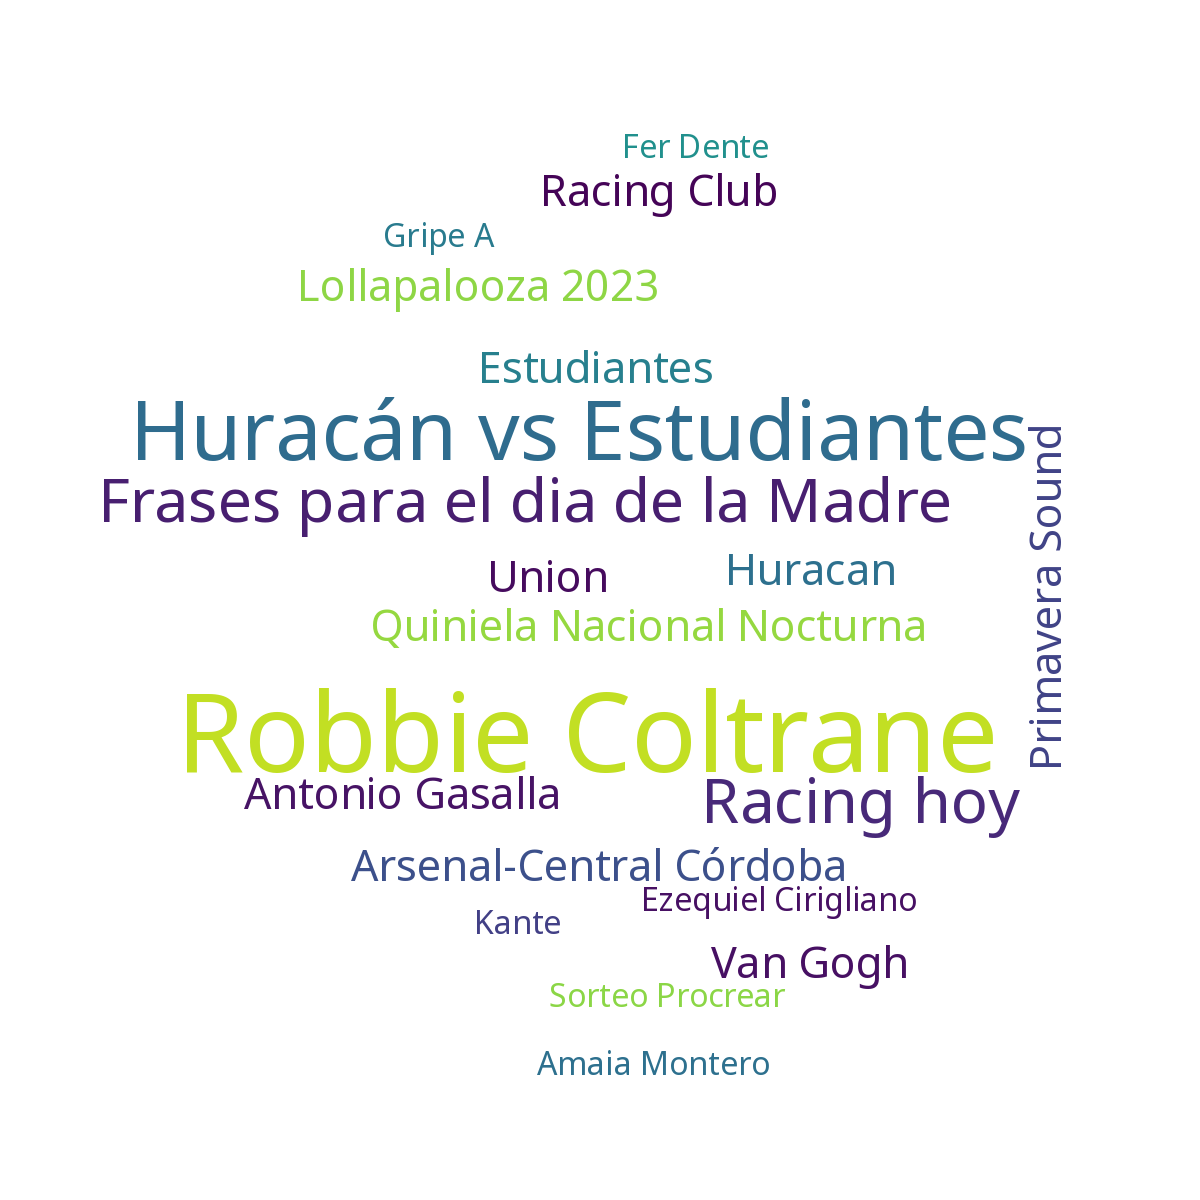 Fer Dente
Racing Club
Gripe A
Lollapalooza 2023
Estudiantes
Huracán vs Estudiantes
Frases para el dia de la Madre
Primavera Sound
Union
Huracan
Quiniela Nacional Nocturna
Robbie Coltrane
Antonio Gasalla
Racing hoy
Arsenal-Central Córdoba
Ezequiel Cirigliano
Kante
Van Gogh
Sorteo Procrear
Amaia Montero